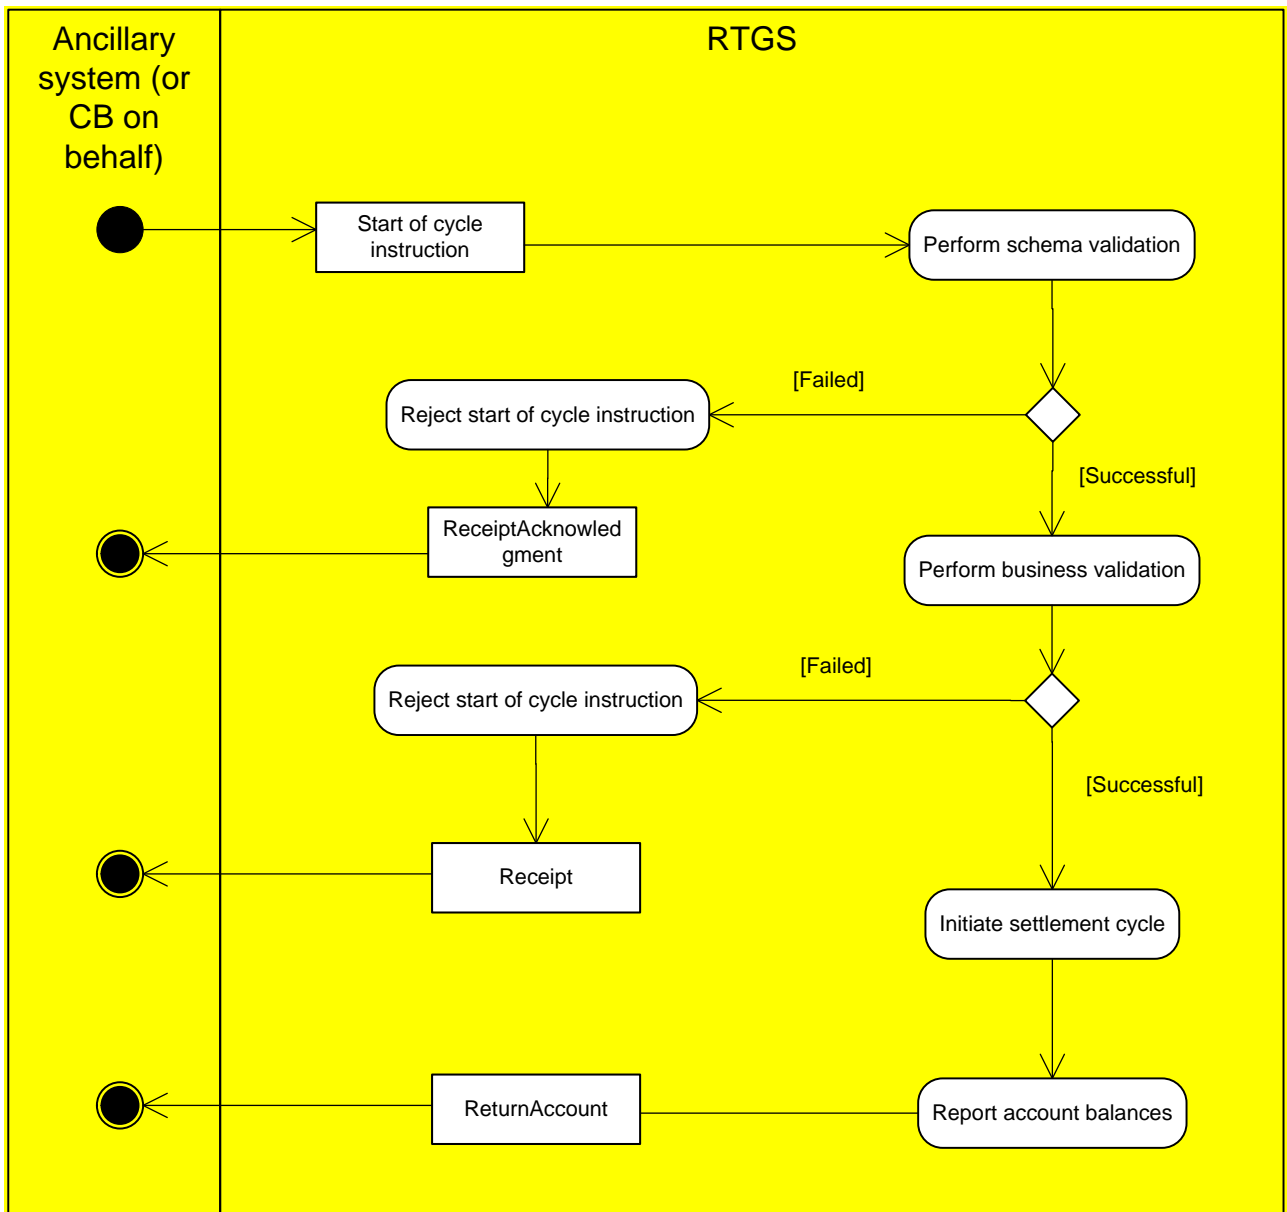 Ancillary
system (or
CB on
behalf)
RTGS
Start of cycle
instruction
Perform schema validation
[Failed]
Reject start of cycle instruction
[Successful]
ReceiptAcknowled
gment
Perform business validation
[Failed]
Reject start of cycle instruction
[Successful]
Receipt
Initiate settlement cycle
ReturnAccount
Report account balances